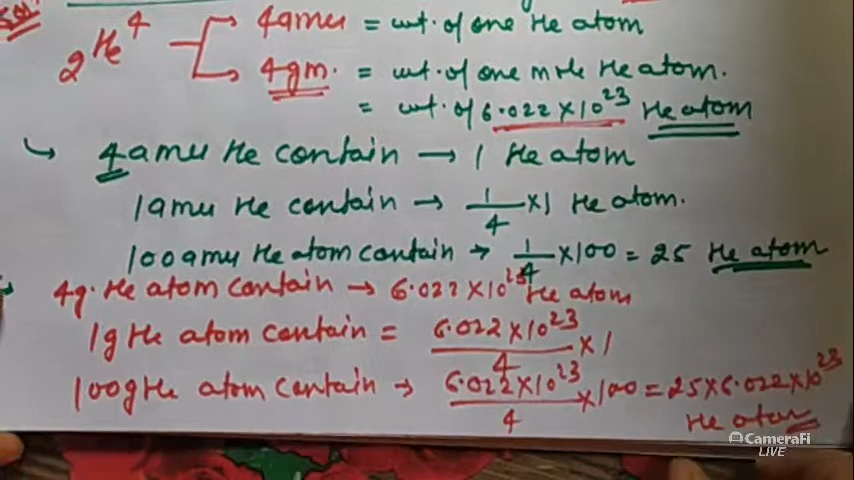 Sol.
₂He⁴ → 4amu = wt. of one He atom
→ 4gm. = wt. of one mole He atom.
= wt. of 6.022×10²³ He atom
↳ 4amu He contain → 1 He atom
1amu He contain → 1/4 ×1 He atom.
100amu He atom contain → 1/4 ×100 = 25 He atom
4g. He atom contain → 6.022×10²³ He atom
1g He atom contain = 6.022×10²³/4 ×1
100g He atom contain → 6.022×10²³/4 ×100 = 25×6.022×10²³
He atom
CameraFi
LIVE